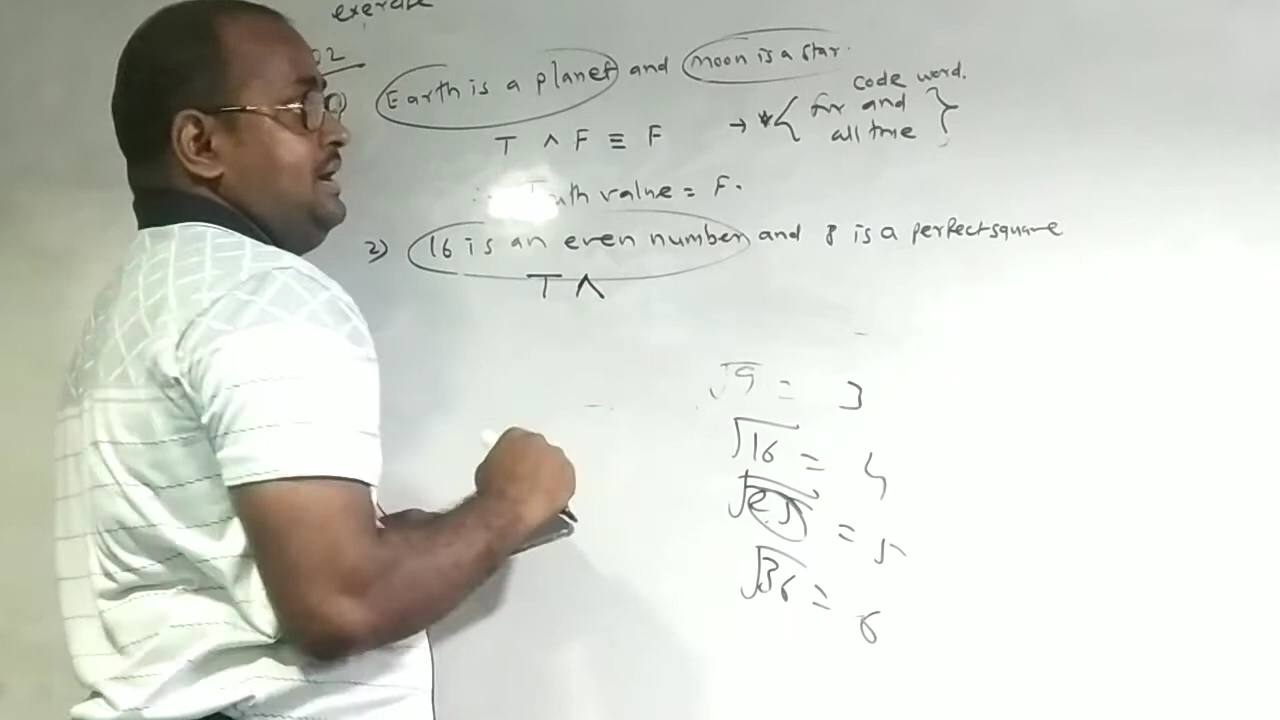 exercise
02
Earth is a planet and moon is a star.
T ∧ F ≡ F
→ * { code word. for and all true }
Truth value = F.
2) 16 is an even number and 8 is a perfect square
T ∧
√9 = 3
√16 = 4
√25 = 5
√36 = 6